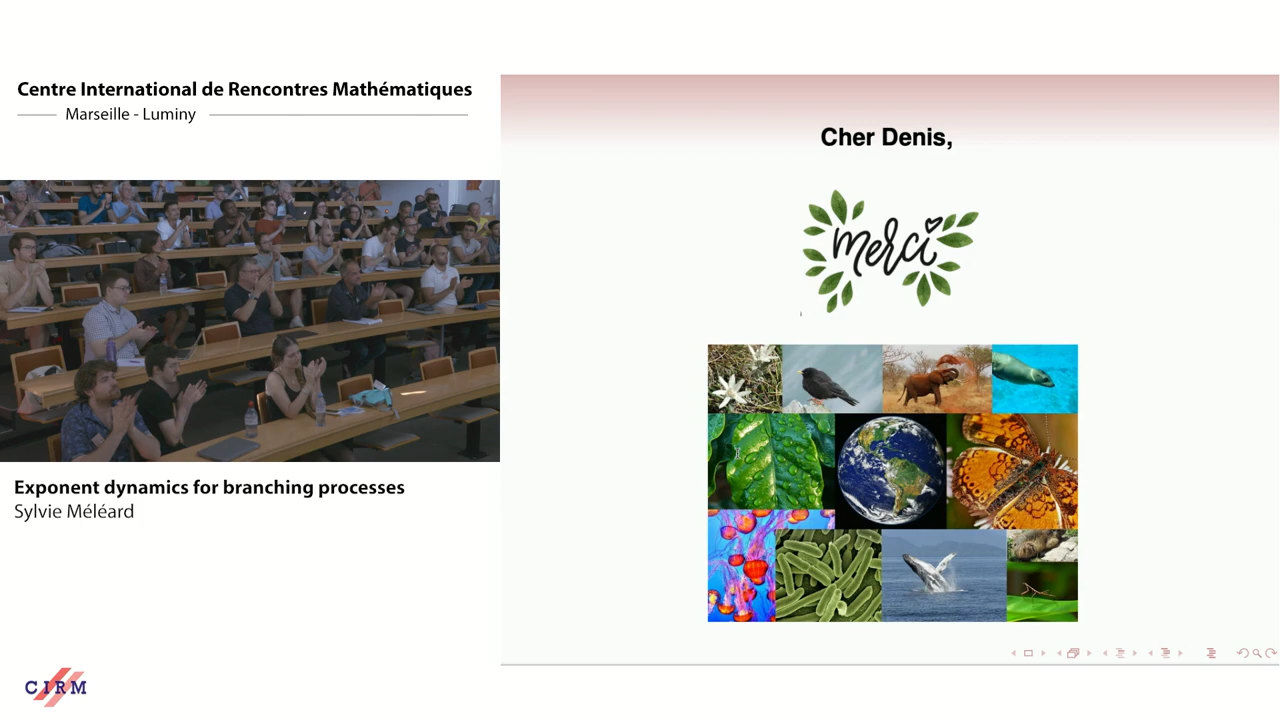 Centre International de Rencontres Mathématiques
Marseille - Luminy
Cher Denis,
merci
Exponent dynamics for branching processes
Sylvie Méléard
CIRM